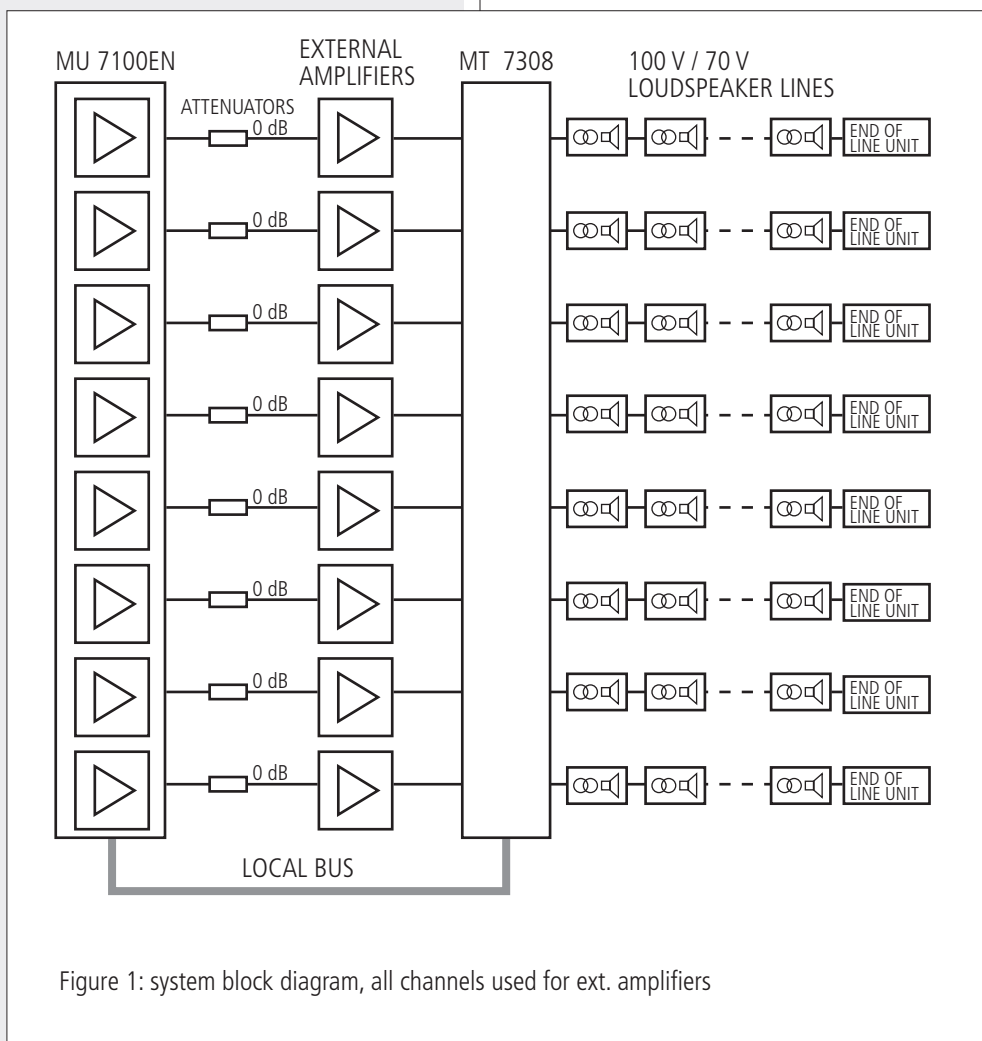 MU 7100EN
EXTERNAL
AMPLIFIERS
MT 7308
100 V / 70 V
LOUDSPEAKER LINES
ATTENUATORS
0 dB
END OF
LINE UNIT
0 dB
END OF
LINE UNIT
0 dB
END OF
LINE UNIT
0 dB
END OF
LINE UNIT
0 dB
END OF
LINE UNIT
0 dB
END OF
LINE UNIT
0 dB
END OF
LINE UNIT
0 dB
END OF
LINE UNIT
LOCAL BUS
Figure 1: system block diagram, all channels used for ext. amplifiers